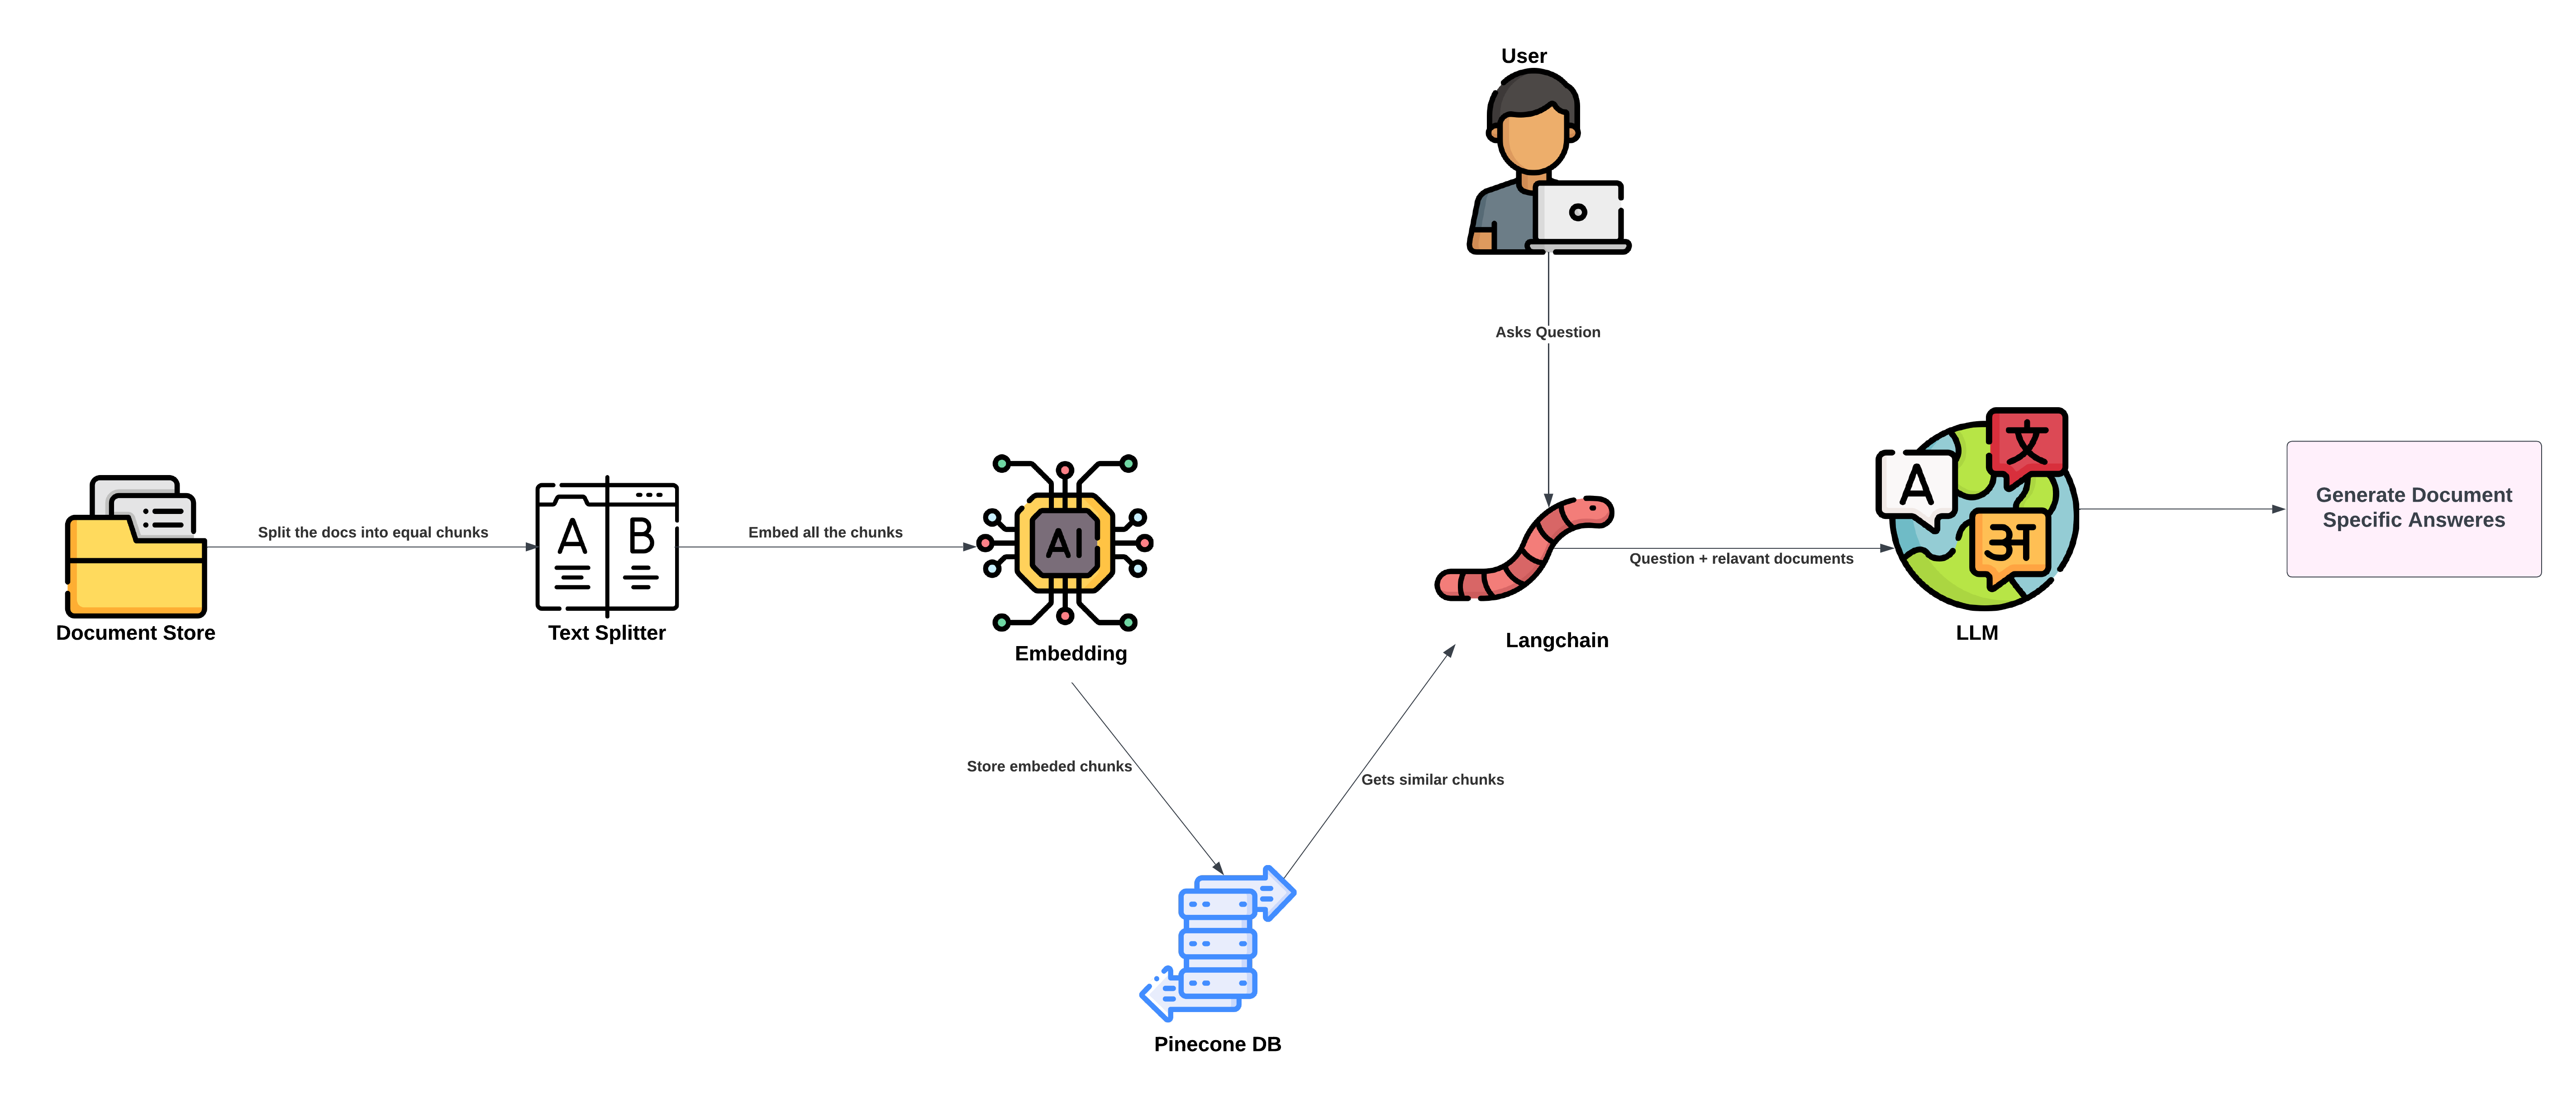 User
Asks Question
Split the docs into equal chunks
A
B
Embed all the chunks
AI
Question + relavant documents
A
文
अ
Generate Document
Specific Answeres
Document Store
Text Splitter
Embedding
Langchain
LLM
Store embeded chunks
Gets similar chunks
Pinecone DB